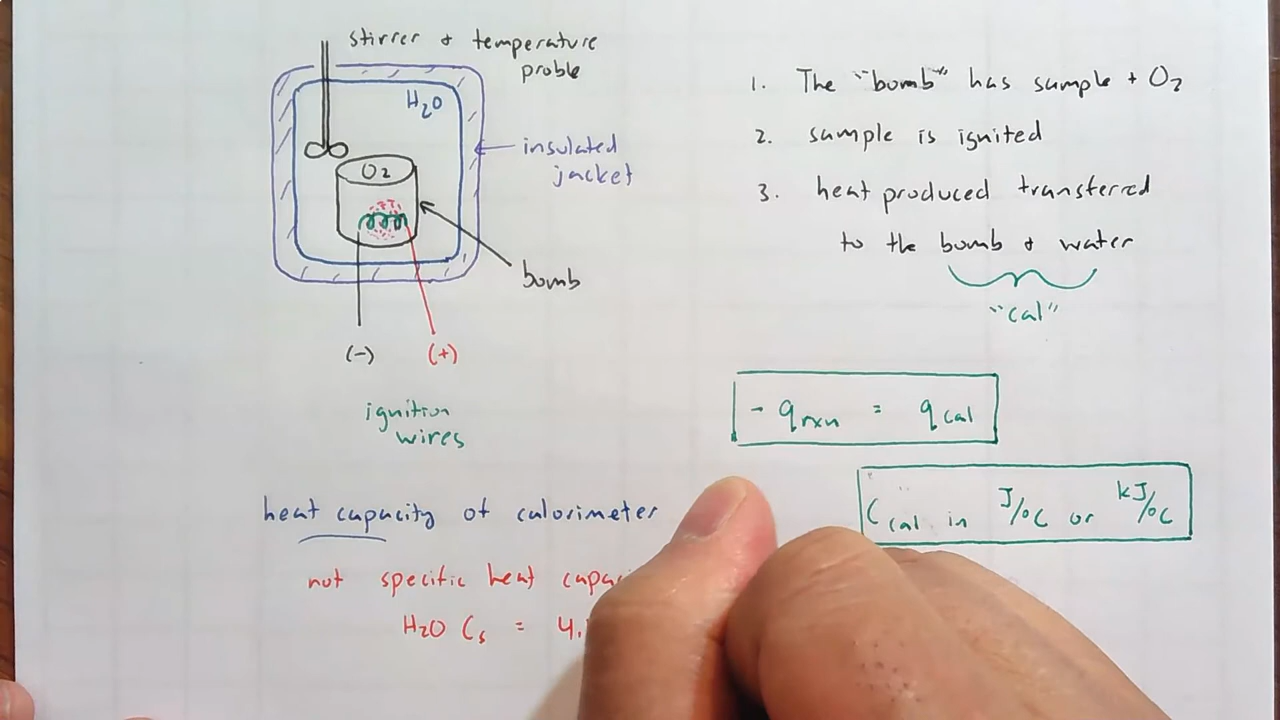 stirrer & temperature
proble
H2O
O2
insulated
jacket
bomb
(-) (+)
ignition
wires
1. The "bomb" has sample + O2
2. sample is ignited
3. heat produced transferred
to the bomb & water
"cal"
- qrxn = qcal
Ccal in J/°C or kJ/°C
heat capacity of calorimeter
not specific heat
H2O Cs = 4.